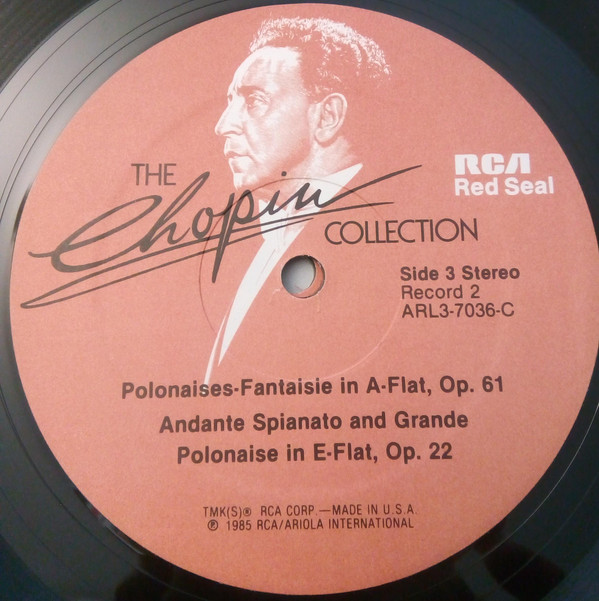 THE
Chopin
COLLECTION
RCA
Red Seal
Side 3 Stereo
Record 2
ARL3-7036-C
Polonaises-Fantaisie in A-Flat, Op. 61
Andante Spianato and Grande
Polonaise in E-Flat, Op. 22
TMK(S)® RCA CORP.—MADE IN U.S.A.
℗ 1985 RCA/ARIOLA INTERNATIONAL